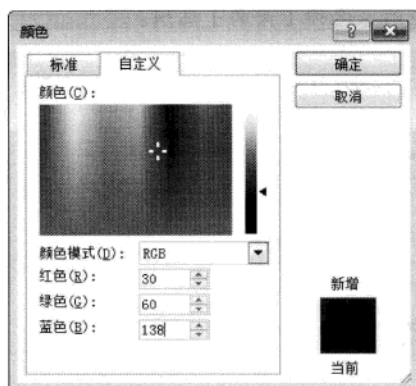 颜色
标准 自定义 确定
颜色(C): 取消
颜色模式(D): RGB
红色(R): 30
绿色(G): 60
蓝色(B): 138
新增
当前